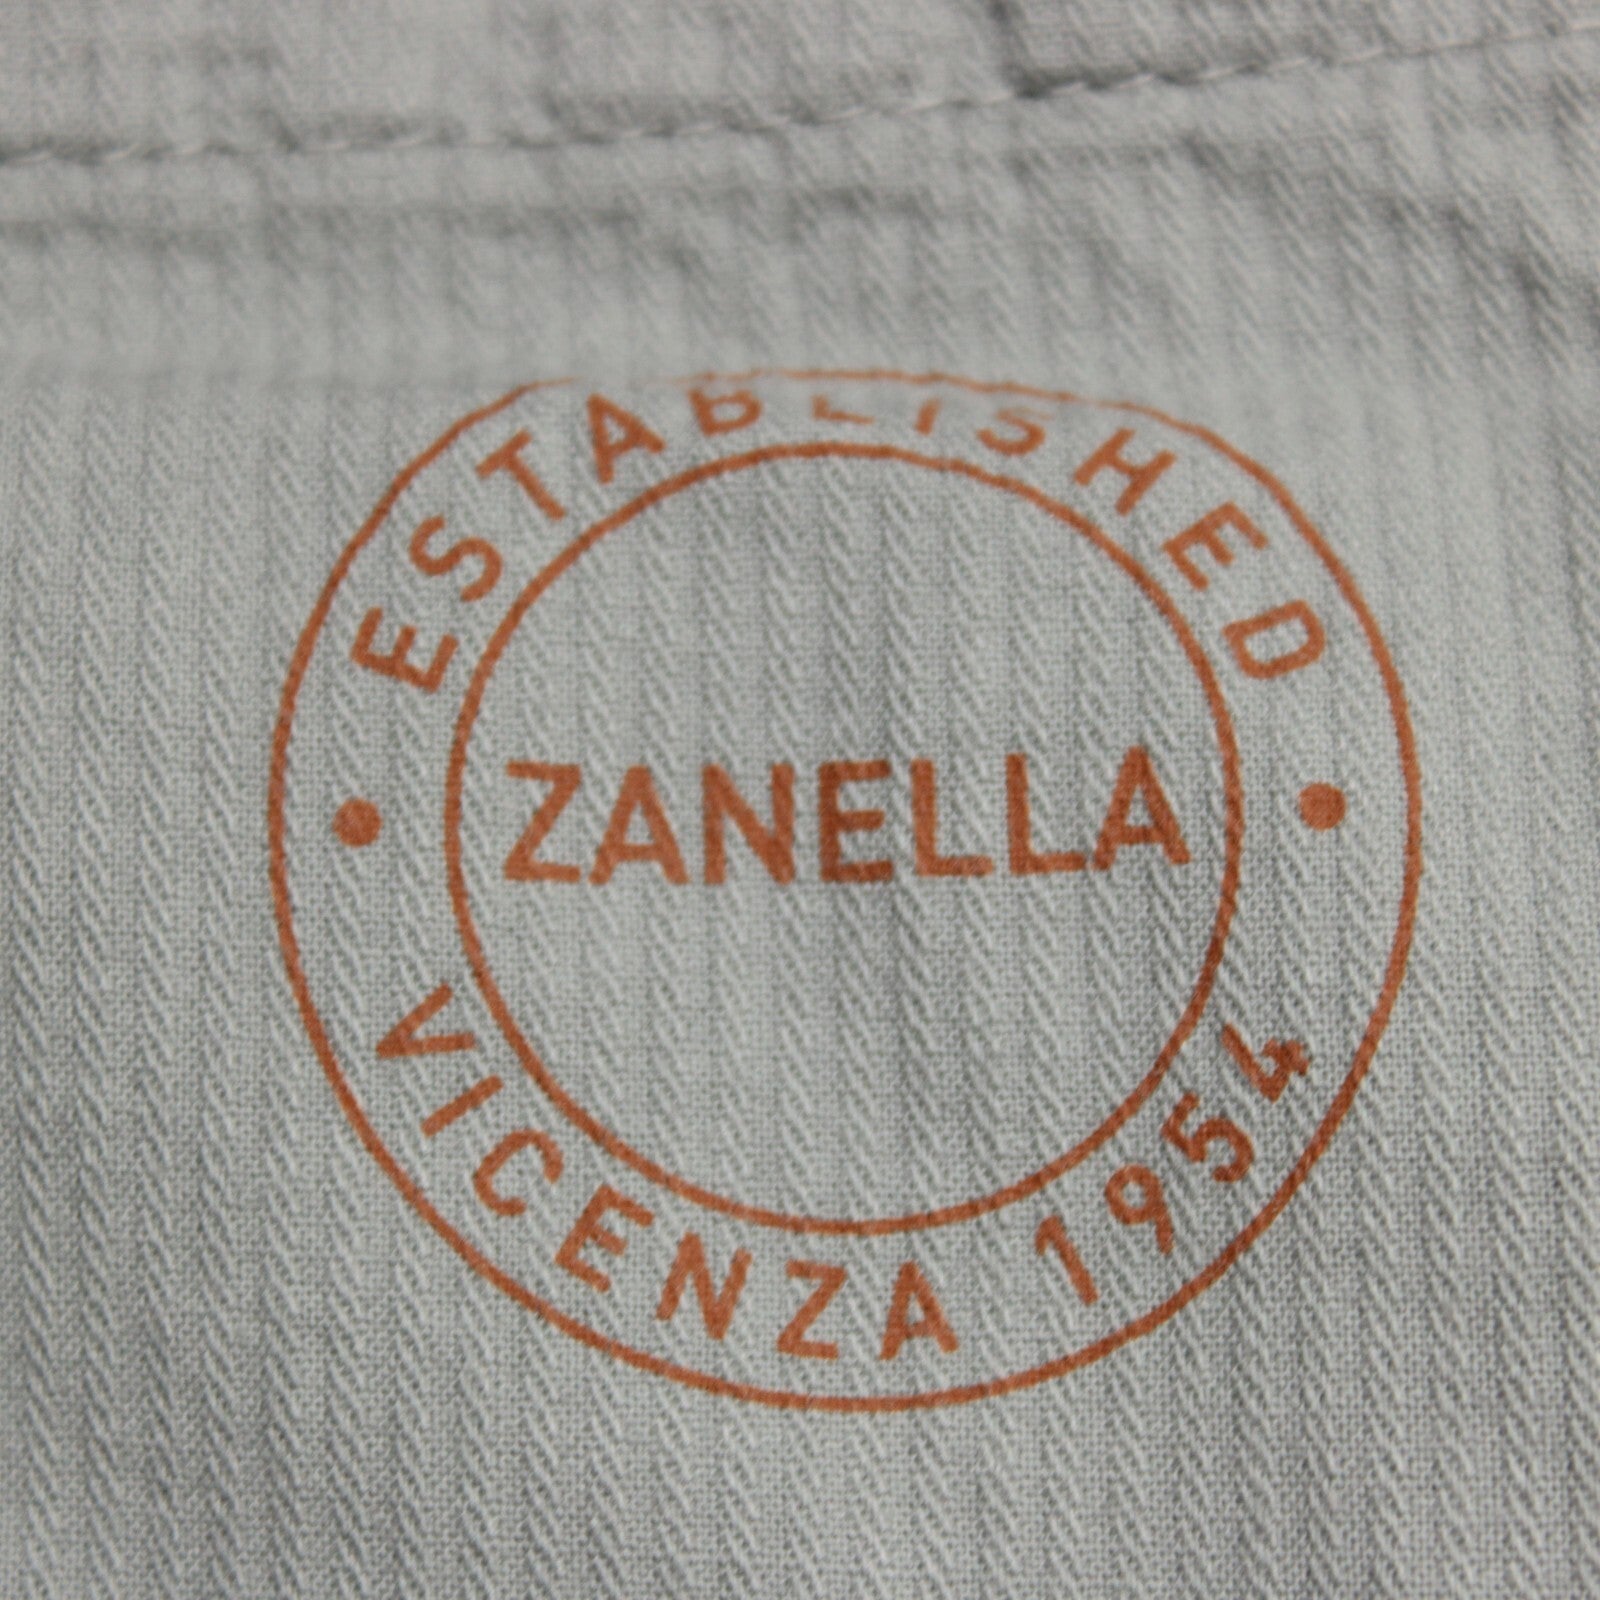 ESTABLISHED
ZANELLA
VICENZA 1954